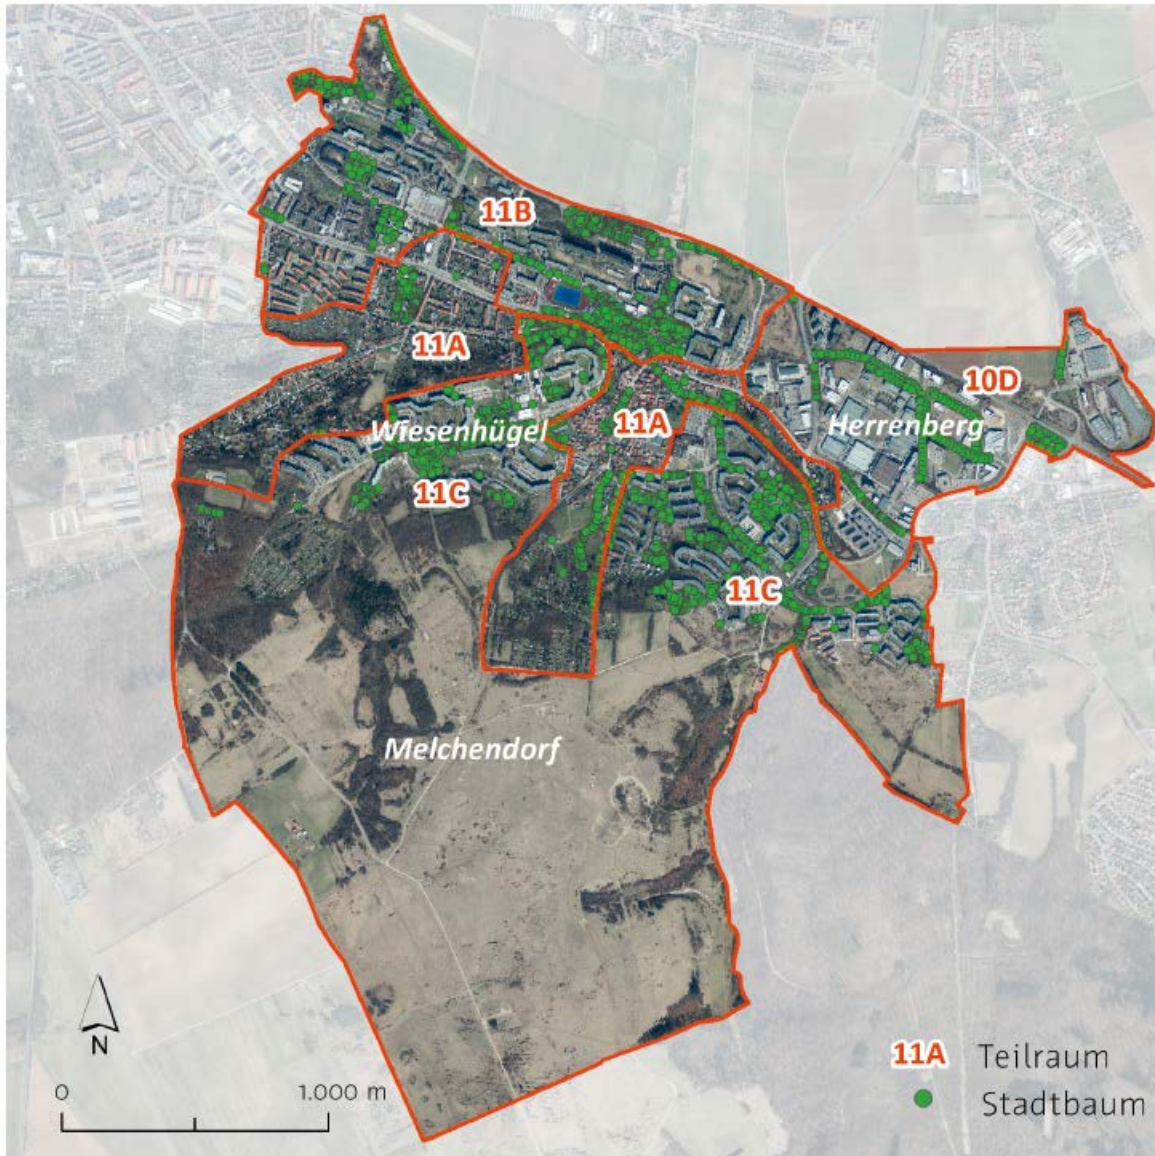 11B
11A
10D
Wiesenhügel
11A
Herrenberg
11C
11C
Melchendorf
N
0
1.000 m
11A Teilraum
Stadtbaum